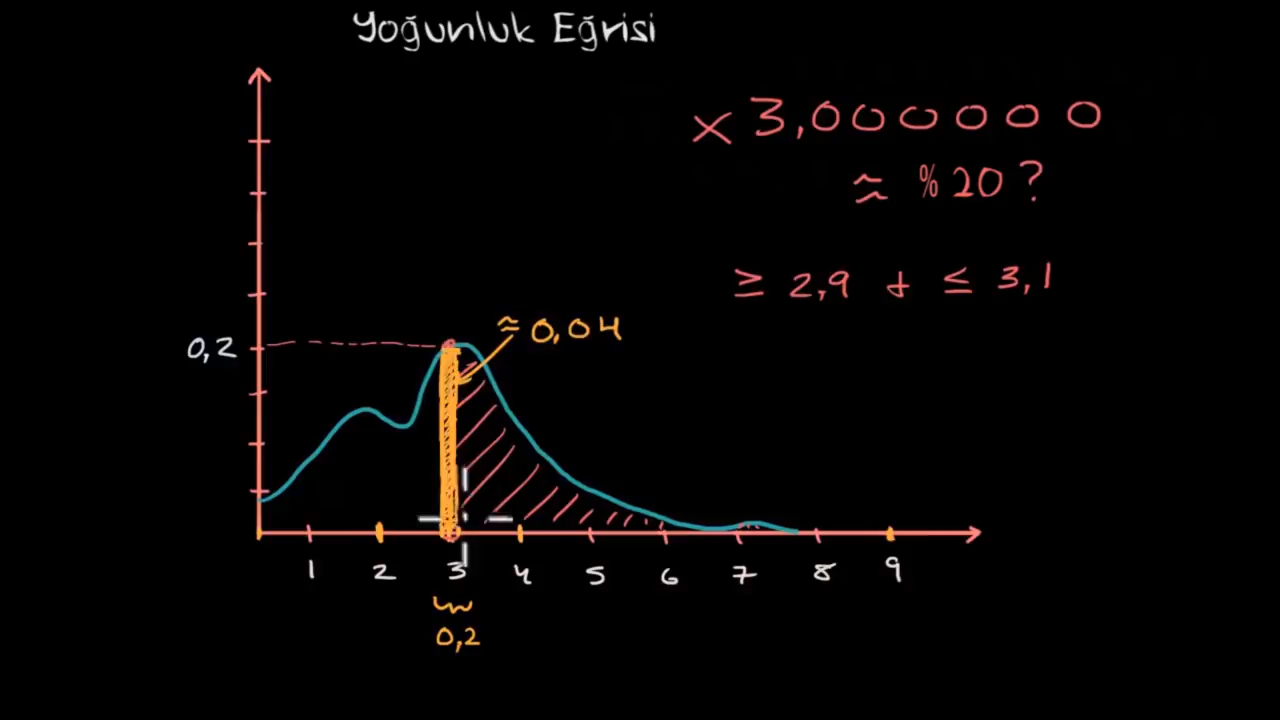 Yoğunluk Eğrisi
x 3,000000
≈ %20?
≥ 2,9 + ≤ 3,1
≈ 0,04
0,2
1 2 3 4 5 6 7 8 9
0,2